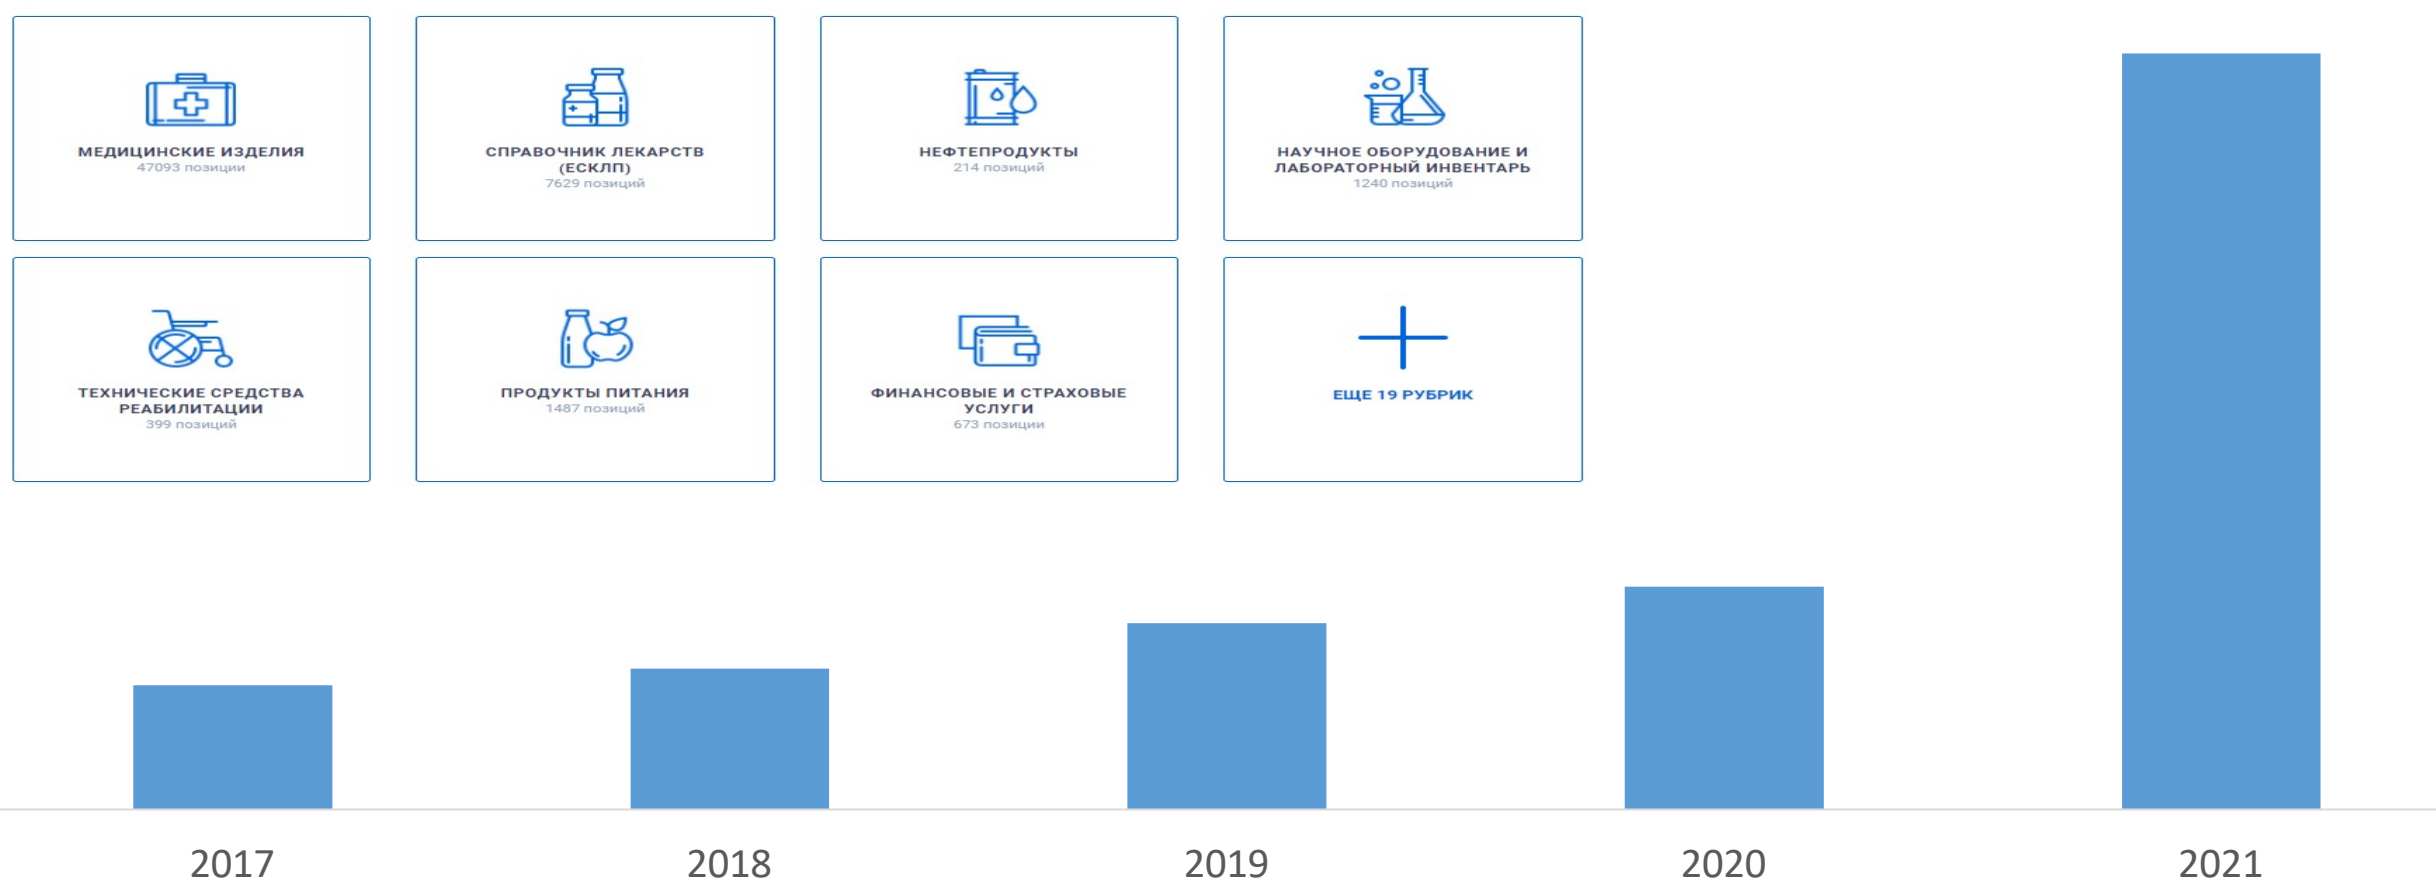 МЕДИЦИНСКИЕ ИЗДЕЛИЯ
47093 позиции
СПРАВОЧНИК ЛЕКАРСТВ
(ЕСКЛП)
7629 позиций
НЕФТЕПРОДУКТЫ
214 позиций
НАУЧНОЕ ОБОРУДОВАНИЕ И
ЛАБОРАТОРНЫЙ ИНВЕНТАРЬ
1240 позиций
ТЕХНИЧЕСКИЕ СРЕДСТВА
РЕАБИЛИТАЦИИ
399 позиций
ПРОДУКТЫ ПИТАНИЯ
1487 позиций
ФИНАНСОВЫЕ И СТРАХОВЫЕ
УСЛУГИ
673 позиции
ЕЩЕ 19 РУБРИК
2017
2018
2019
2020
2021